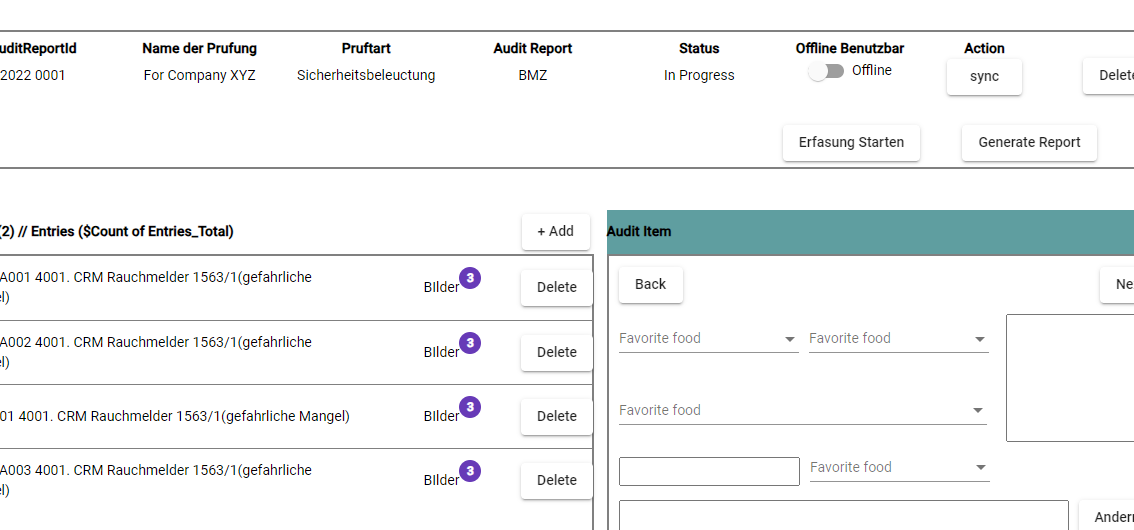 uditReportId Name der Prufung Pruftart Audit Report Status Offline Benutzbar Action
2022 0001 For Company XYZ Sicherheitsbeleuctung BMZ In Progress Offline sync Delete
Erfasung Starten Generate Report
(2) // Entries ($Count of Entries_Total) + Add Audit Item
A001 4001. CRM Rauchmelder 1563/1(gefahrliche
el)
BIlder 3 Delete
Back Ne
A002 4001. CRM Rauchmelder 1563/1(gefahrliche
el)
BIlder 3 Delete
Favorite food Favorite food
01 4001. CRM Rauchmelder 1563/1(gefahrliche Mangel) BIlder 3 Delete
Favorite food
A003 4001. CRM Rauchmelder 1563/1(gefahrliche
el)
BIlder 3 Delete
Favorite food
Andern